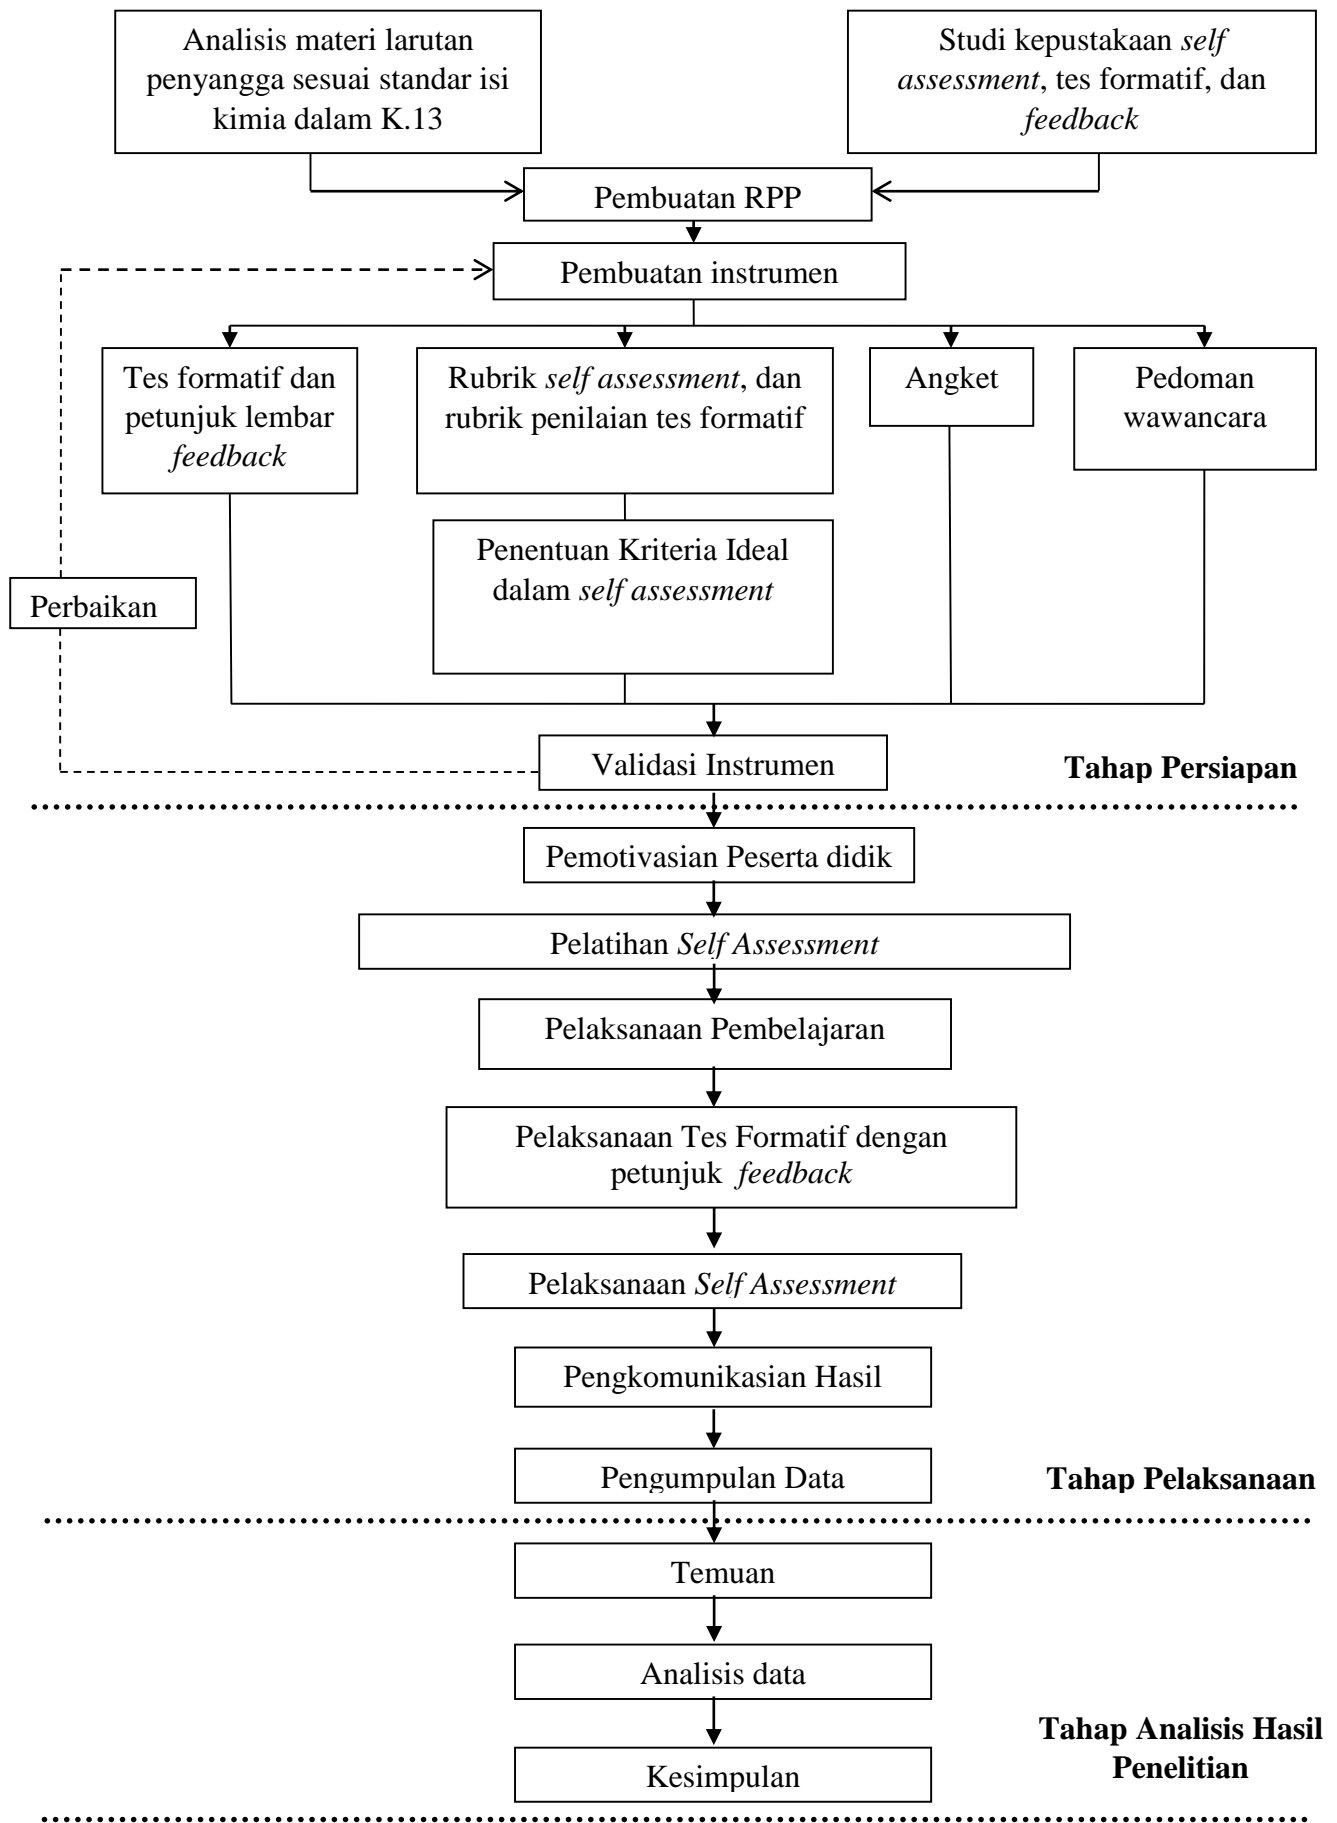 Analisis materi larutan
penyangga sesuai standar isi
kimia dalam K.13
Studi kepustakaan self
assessment, tes formatif, dan
feedback
Pembuatan RPP
Pembuatan instrumen
Tes formatif dan
petunjuk lembar
feedback
Rubrik self assessment, dan
rubrik penilaian tes formatif
Angket
Pedoman
wawancara
Penentuan Kriteria Ideal
dalam self assessment
Perbaikan
Validasi Instrumen
Tahap Persiapan
Pemotivasian Peserta didik
Pelatihan Self Assessment
Pelaksanaan Pembelajaran
Pelaksanaan Tes Formatif dengan
petunjuk feedback
Pelaksanaan Self Assessment
Pengkomunikasian Hasil
Pengumpulan Data
Tahap Pelaksanaan
Temuan
Analisis data
Tahap Analisis Hasil
Penelitian
Kesimpulan